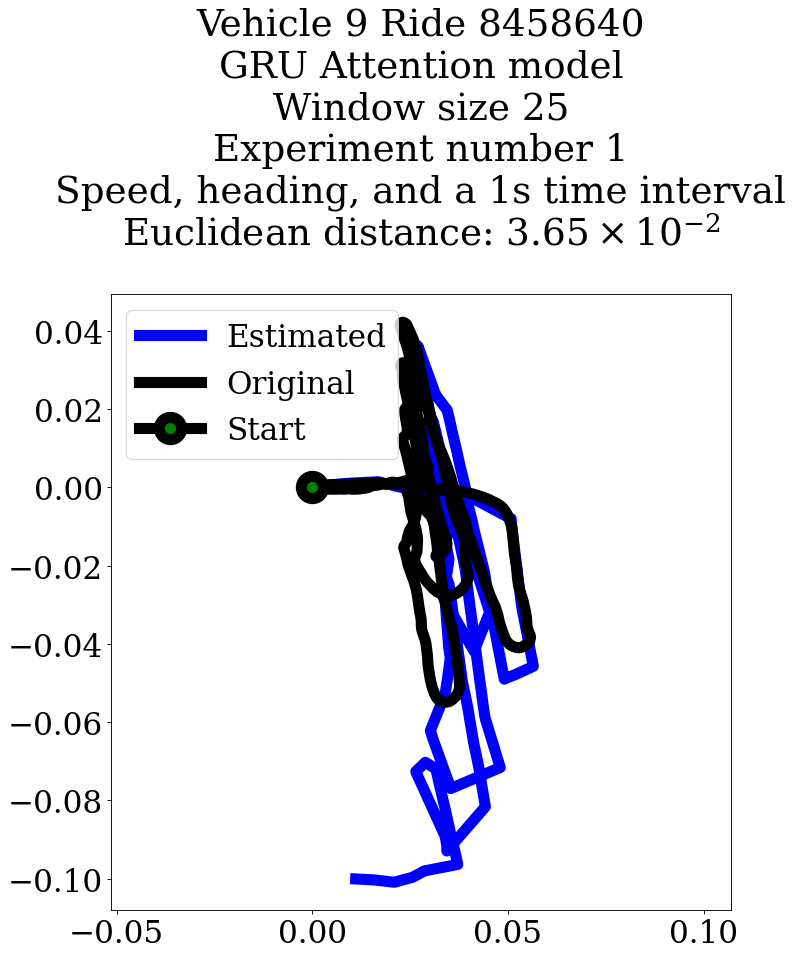 Vehicle 9 Ride 8458640
GRU Attention model
Window size 25
Experiment number 1
Speed, heading, and a 1s time interval
Euclidean distance: 3.65 × 10⁻²
Estimated
Original
Start
0.04
0.02
0.00
−0.02
−0.04
−0.06
−0.08
−0.10
−0.05 0.00 0.05 0.10